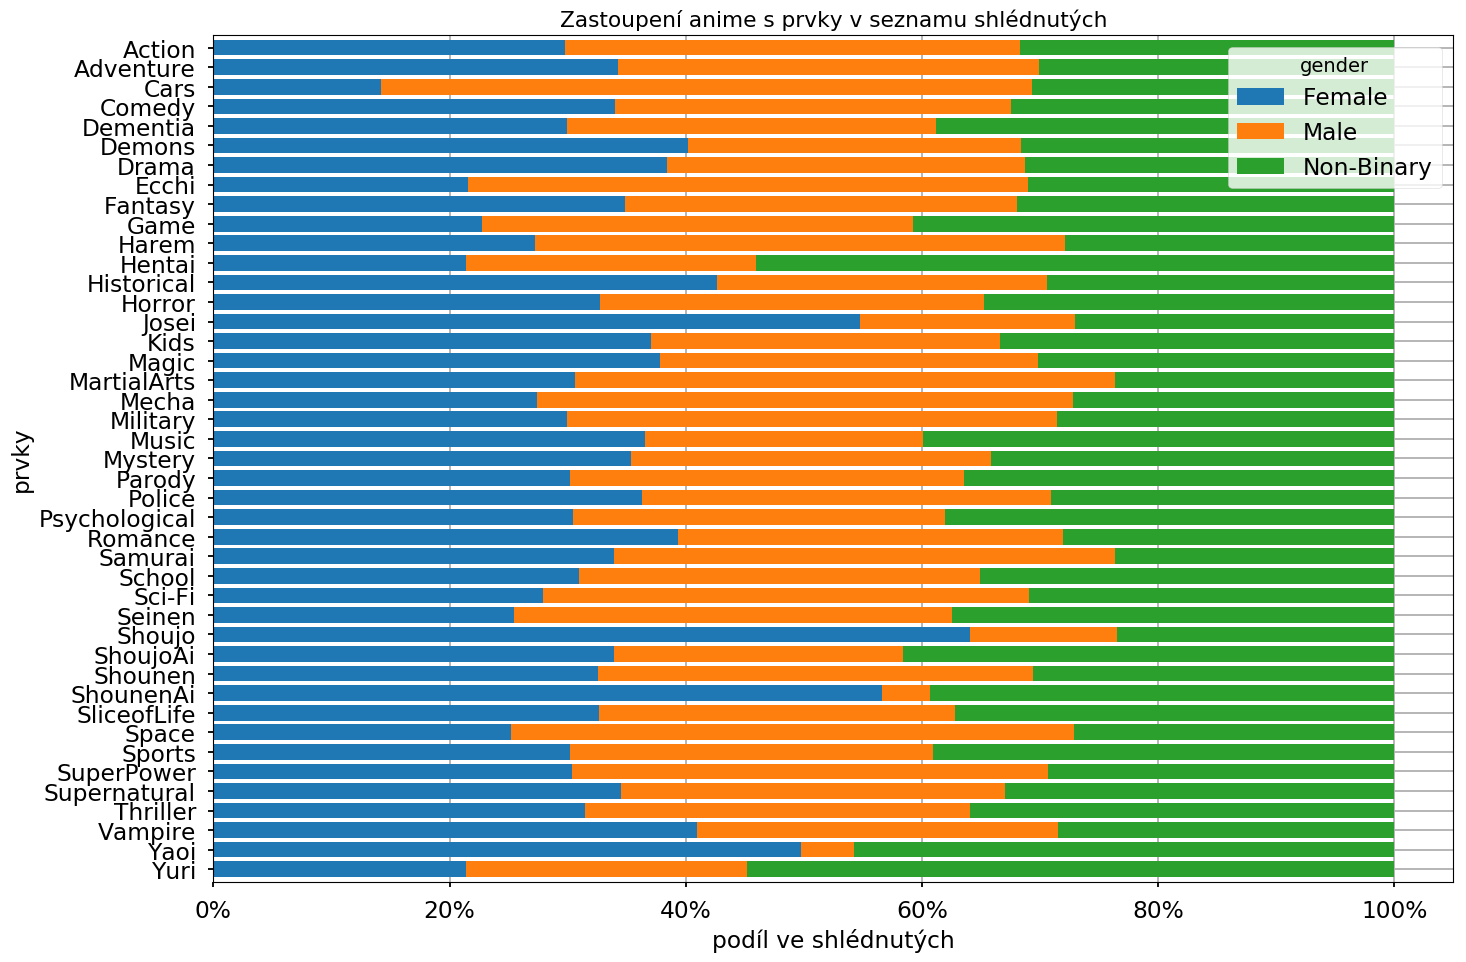 Zastoupení anime s prvky v seznamu shlédnutých
gender
Female
Male
Non-Binary
prvky
Action
Adventure
Cars
Comedy
Dementia
Demons
Drama
Ecchi
Fantasy
Game
Harem
Hentai
Historical
Horror
Josei
Kids
Magic
MartialArts
Mecha
Military
Music
Mystery
Parody
Police
Psychological
Romance
Samurai
School
Sci-Fi
Seinen
Shoujo
ShoujoAi
Shounen
ShounenAi
SliceofLife
Space
Sports
SuperPower
Supernatural
Thriller
Vampire
Yaoi
Yuri
0% 20% 40% 60% 80% 100%
podíl ve shlédnutých